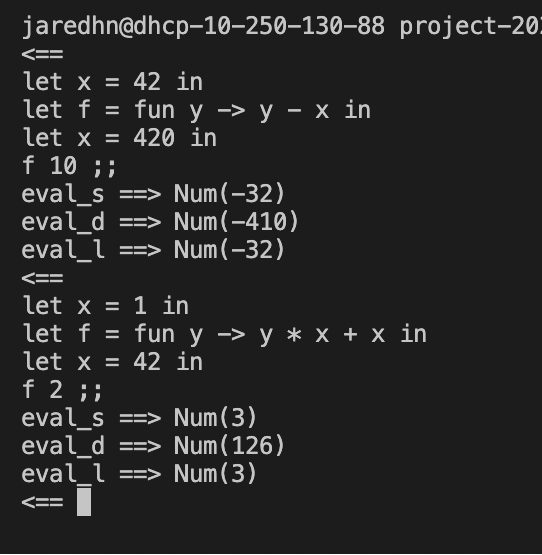 jaredhn@dhcp-10-250-130-88 project-202
<==
let x = 42 in
let f = fun y -> y - x in
let x = 420 in
f 10 ;;
eval_s ==> Num(-32)
eval_d ==> Num(-410)
eval_l ==> Num(-32)
<==
let x = 1 in
let f = fun y -> y * x + x in
let x = 42 in
f 2 ;;
eval_s ==> Num(3)
eval_d ==> Num(126)
eval_l ==> Num(3)
<==